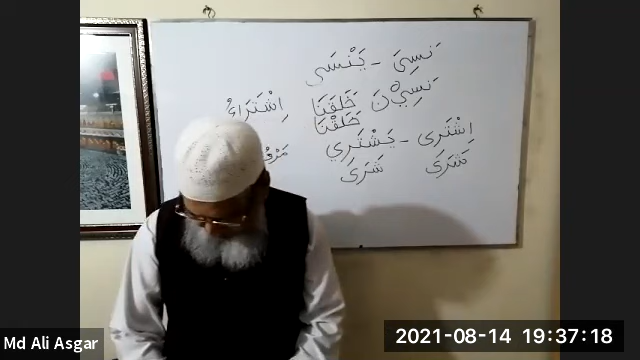 نَسِيَ - يَنْسَى
نَسِيْنَ خَلَقَنَا اِشْتَرَاءْ
خَلَقْنَا
اِشْتَرَى - يَشْتَرِي
شَرَىَ شَرَىَ
Md Ali Asgar
2021-08-14 19:37:18